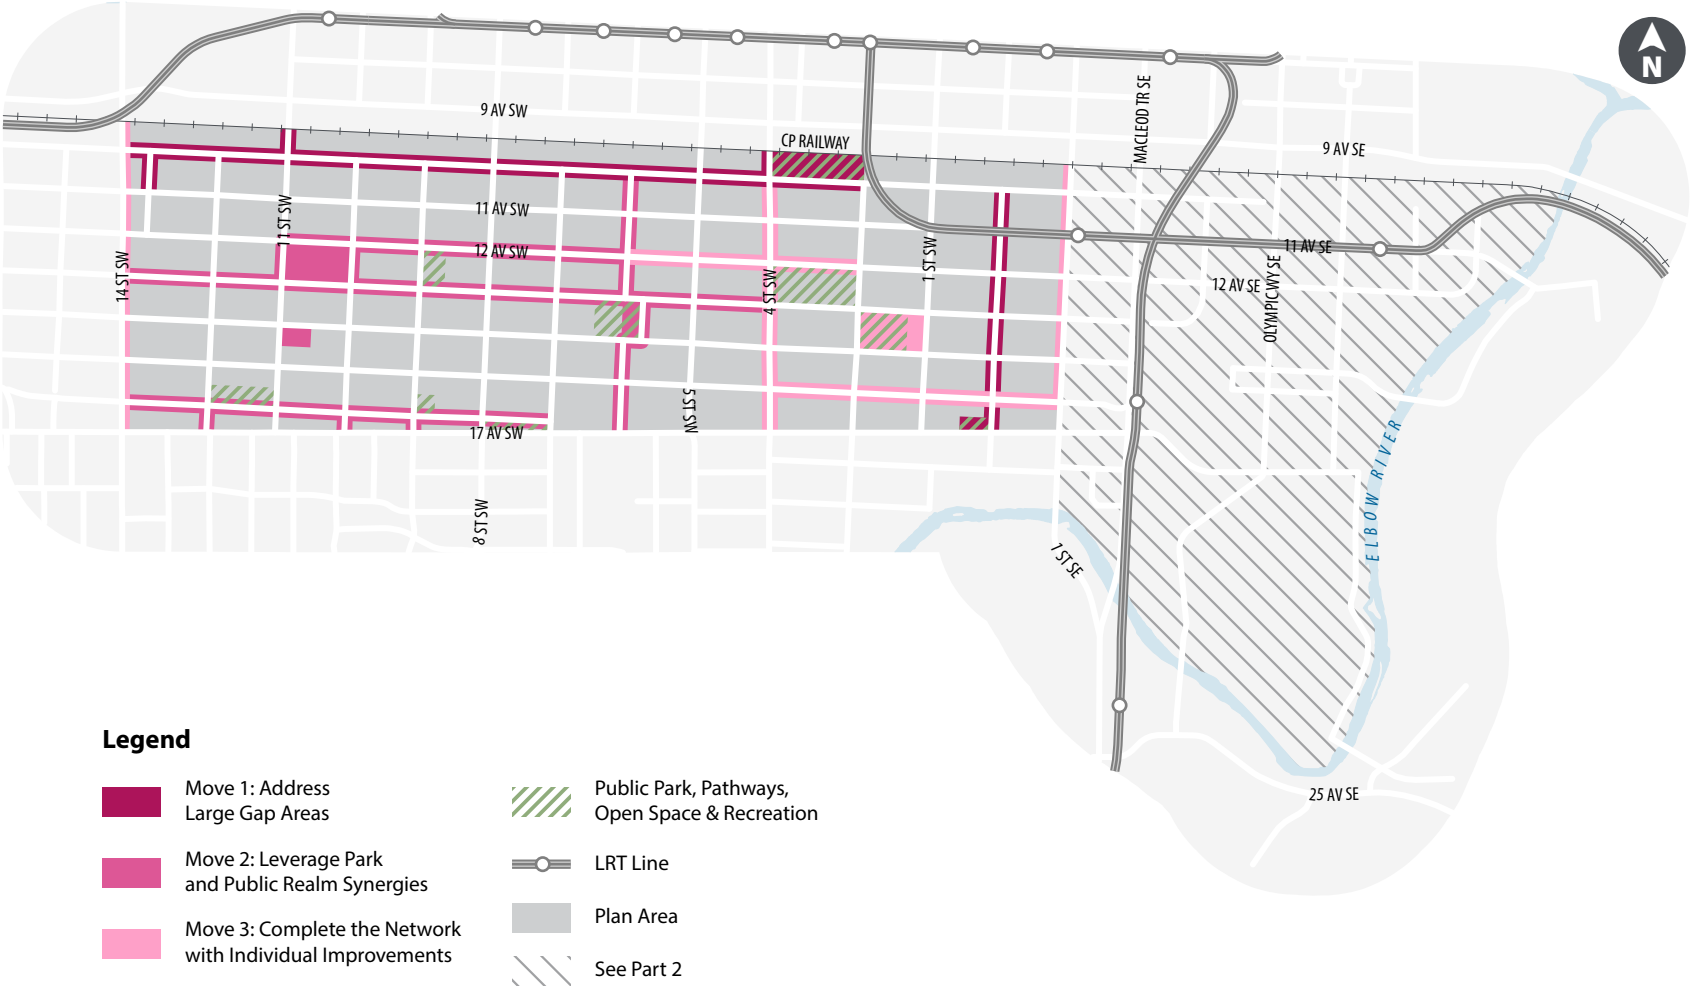 N
MACLEOD TR SE
9 AV SW
CP RAILWAY
9 AV SE
11 ST SW
11 AV SW
12 AV SW
14 ST SW
4 ST SW
1 ST SW
11 AV SE
12 AV SE
OLYMPIC WY SE
5 ST SW
17 AV SW
8 ST SW
1 ST SE
ELBOW RIVER
25 AV SE
Legend
Move 1: Address
Large Gap Areas
Move 2: Leverage Park
and Public Realm Synergies
Move 3: Complete the Network
with Individual Improvements
Public Park, Pathways,
Open Space & Recreation
LRT Line
Plan Area
See Part 2